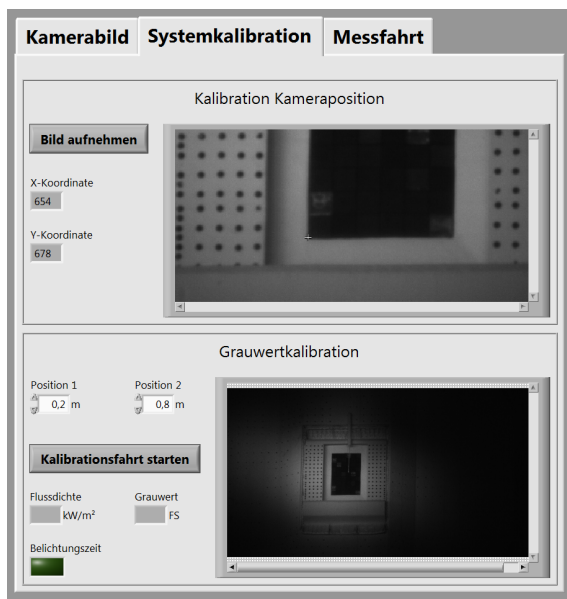 Kamerabild Systemkalibration Messfahrt
Kalibration Kameraposition
Bild aufnehmen
X-Koordinate
654
Y-Koordinate
678
Grauwertkalibration
Position 1 Position 2
0,2 m 0,8 m
Kalibrationsfahrt starten
Flussdichte Grauwert
kW/m² FS
Belichtungszeit